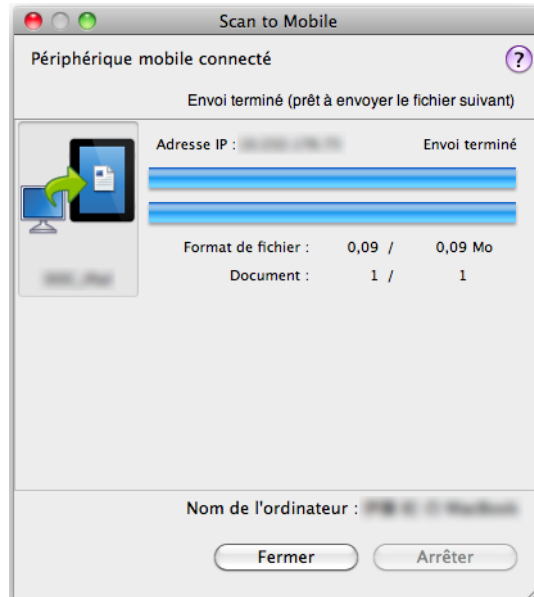 Scan to Mobile
Périphérique mobile connecté
?
Envoi terminé (prêt à envoyer le fichier suivant)
Adresse IP : Envoi terminé
Format de fichier : 0,09 / 0,09 Mo
Document : 1 / 1
Nom de l'ordinateur :
Fermer Arrêter